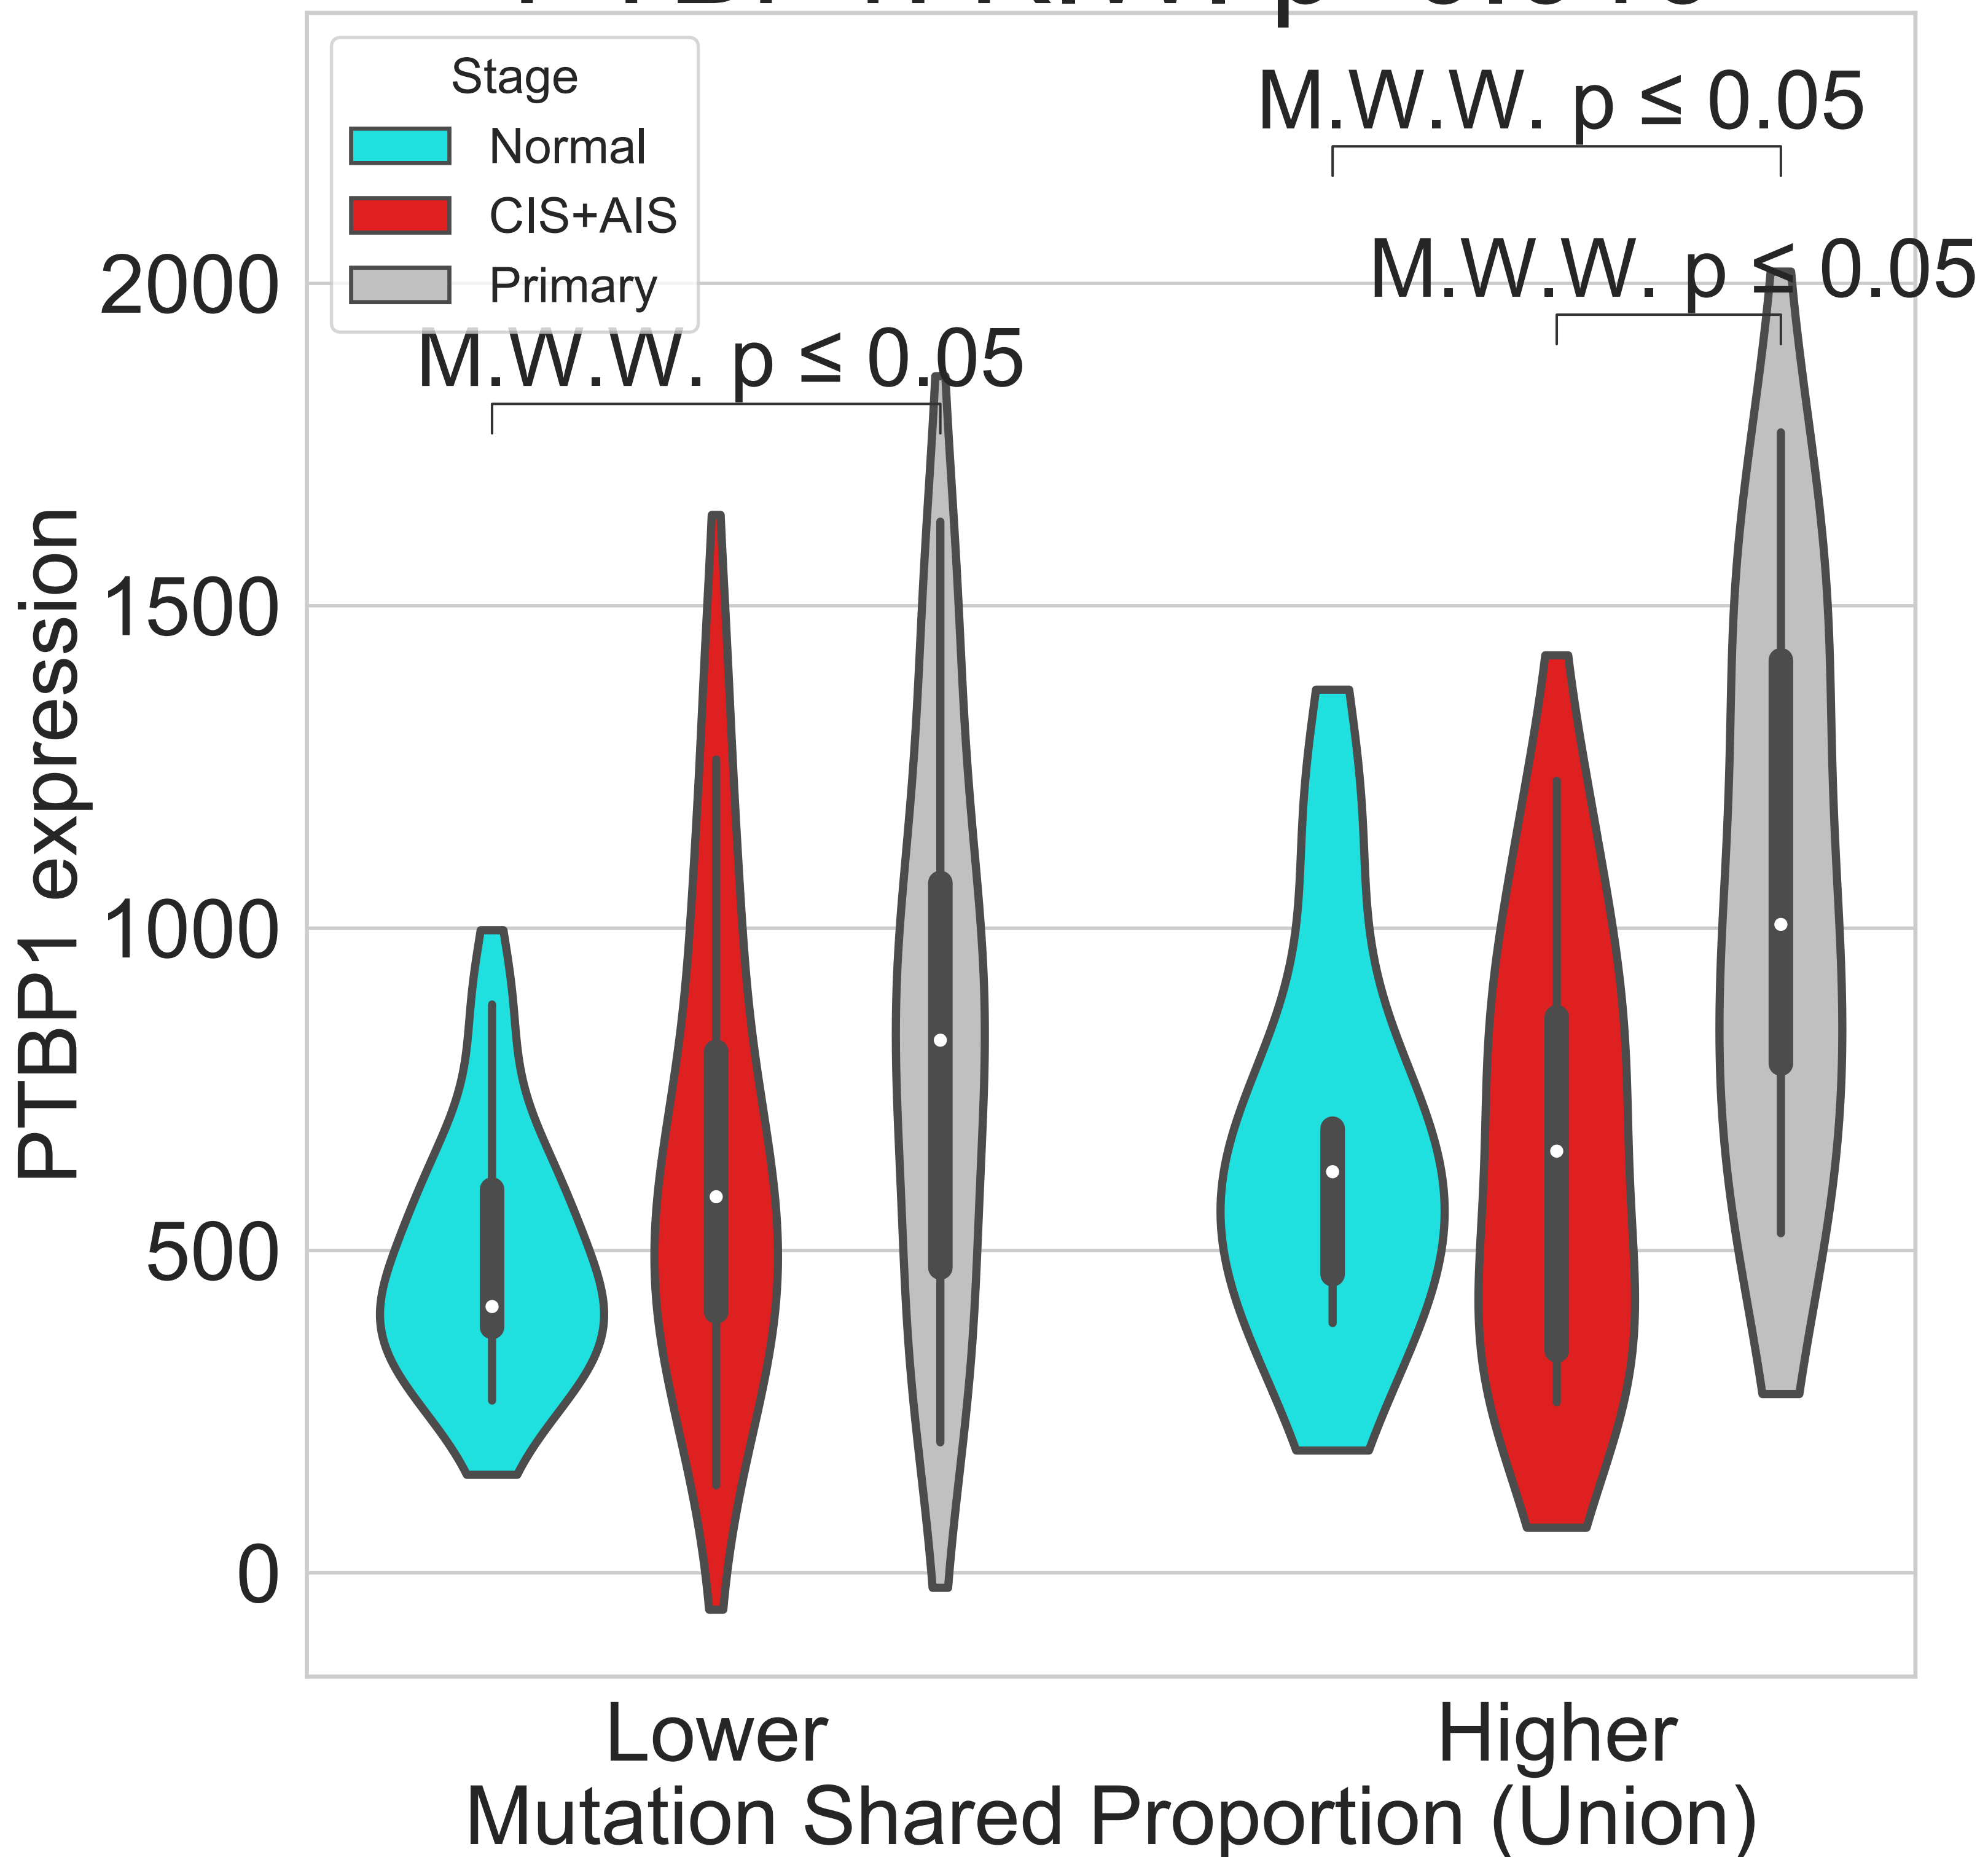 Stage
Normal
CIS+AIS
Primary
M.W.W. p ≤ 0.05
M.W.W. p ≤ 0.05
M.W.W. p ≤ 0.05
2000
1500
1000
500
0
PTBP1 expression
Lower
Higher
Mutation Shared Proportion (Union)